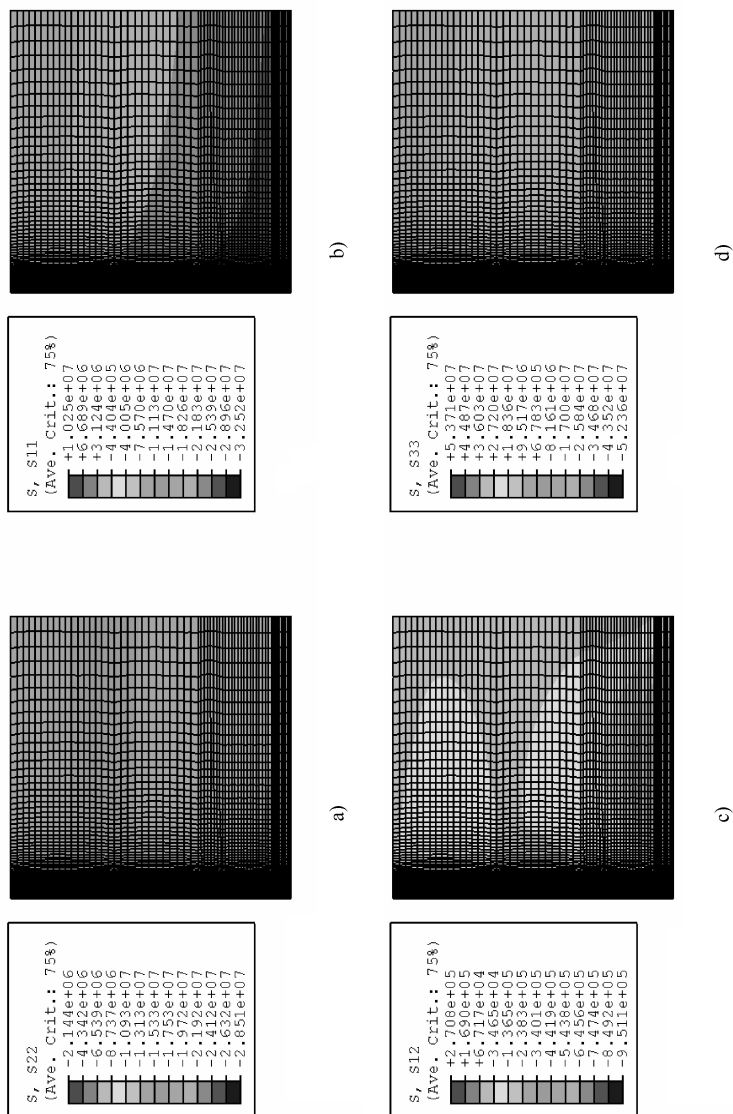 S, S22
(Ave. Crit.: 75%)
-2.144e+06
-4.342e+06
-6.539e+06
-8.737e+06
-1.093e+07
-1.313e+07
-1.533e+07
-1.753e+07
-1.972e+07
-2.192e+07
-2.412e+07
-2.632e+07
-2.851e+07
a)
S, S11
(Ave. Crit.: 75%)
+1.025e+07
+6.689e+06
+3.124e+06
-4.404e+05
-4.005e+06
-7.570e+06
-1.113e+07
-1.470e+07
-1.826e+07
-2.183e+07
-2.539e+07
-2.896e+07
-3.252e+07
b)
S, S12
(Ave. Crit.: 75%)
+2.708e+05
+1.690e+05
+6.717e+04
-3.465e+04
-1.365e+05
-2.383e+05
-3.401e+05
-4.419e+05
-5.438e+05
-6.456e+05
-7.474e+05
-8.492e+05
-9.511e+05
c)
S, S33
(Ave. Crit.: 75%)
+5.371e+07
+4.487e+07
+3.603e+07
+2.720e+07
+1.836e+07
+9.517e+06
+6.783e+05
-8.161e+06
-1.700e+07
-2.584e+07
-3.468e+07
-4.352e+07
-5.236e+07
d)